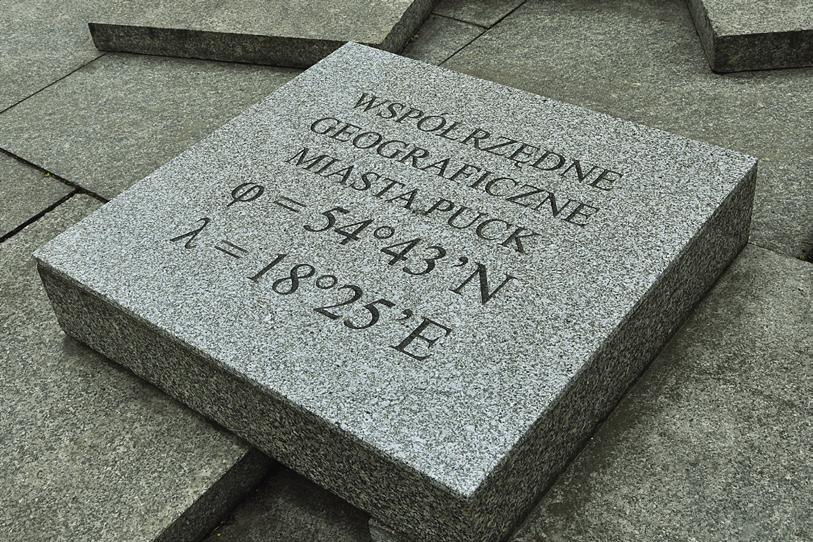 WSPÓŁRZĘDNE
GEOGRAFICZNE
MIASTA PUCK
φ = 54°43'N
λ = 18°25'E